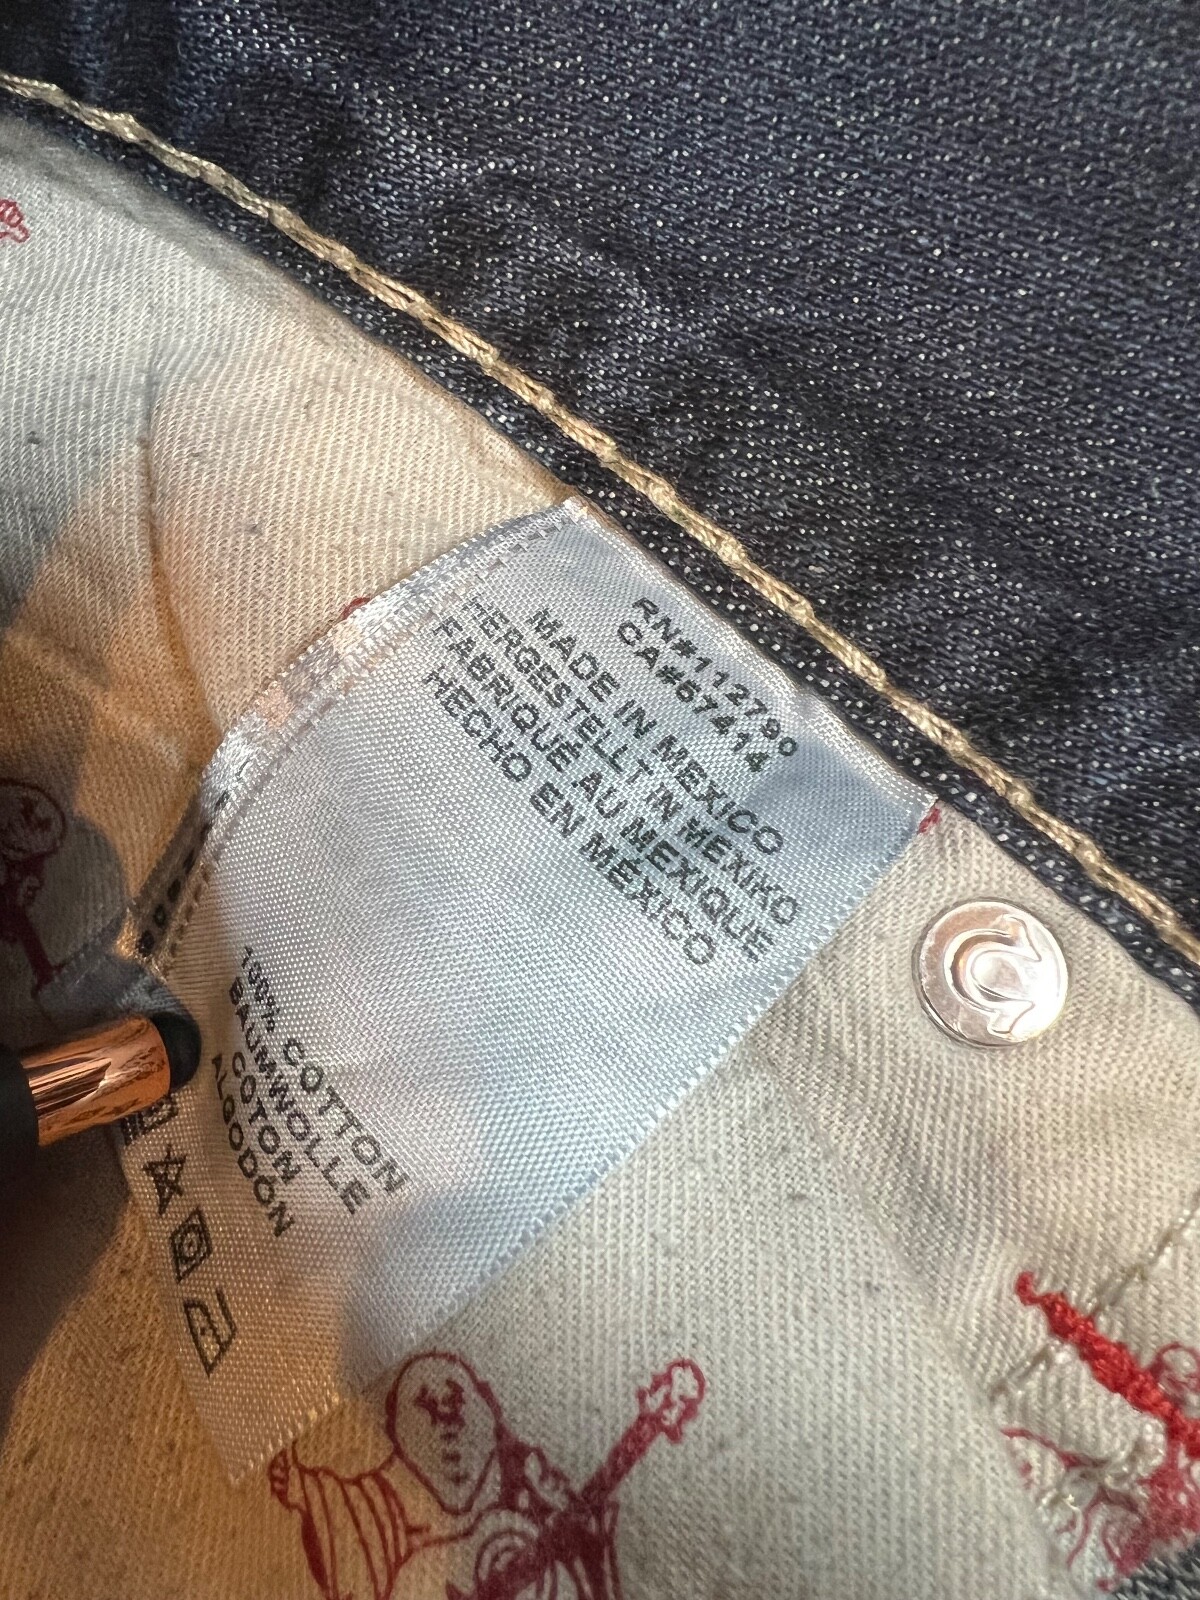 RN#112790
CA#57414
MADE IN MEXICO
HERGESTELLT IN MEXIKO
FABRIQUÉ AU MEXIQUE
HECHO EN MÉXICO
100% COTTON
BAUMWOLLE
COTON
ALGODÓN